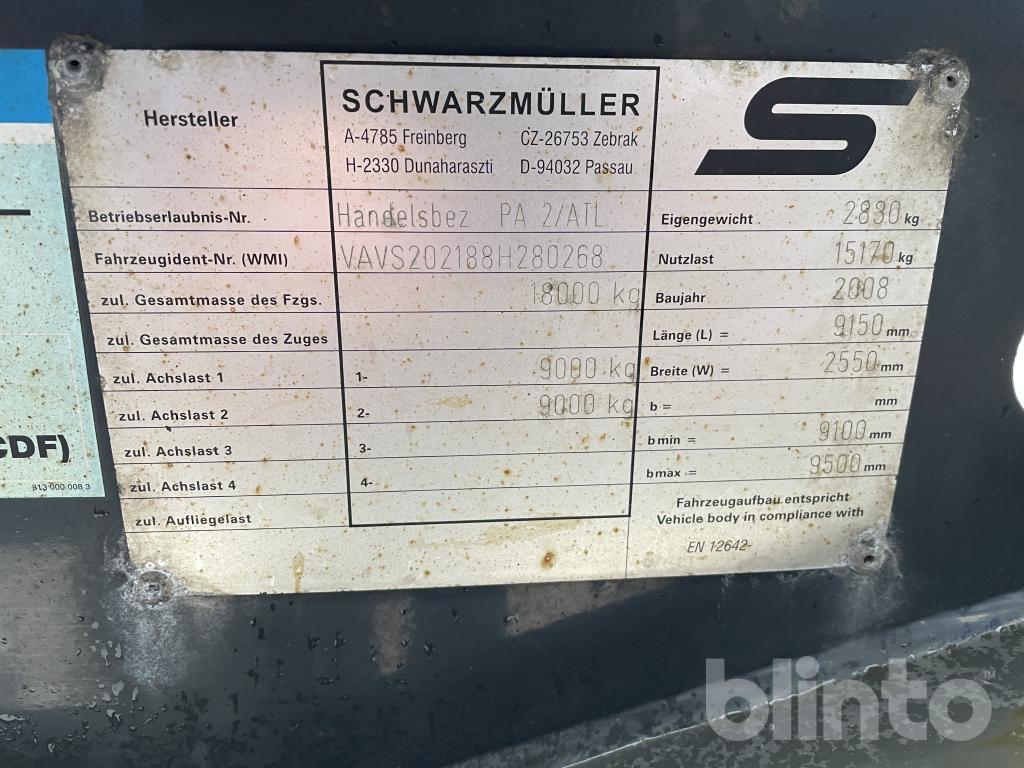 Hersteller
SCHWARZMÜLLER
A-4785 Freinberg CZ-26753 Zebrak
H-2330 Dunaharaszti D-94032 Passau
Betriebserlaubnis-Nr. Handelsbez PA 2/ATL Eigengewicht 2830 kg
Fahrzeugident-Nr. (WMI) VAVS202188H280268 Nutzlast 15170 kg
zul. Gesamtmasse des Fzgs. 18000 kg Baujahr 2008
zul. Gesamtmasse des Zuges Länge (L) = 9150 mm
zul. Achslast 1 1- 9000 kg Breite (W) = 2550 mm
zul. Achslast 2 2- 9000 kg b = mm
zul. Achslast 3 3- b min = 9100 mm
zul. Achslast 4 4- b max = 9500 mm
zul. Aufliegelast
Fahrzeugaufbau entspricht
Vehicle body in compliance with
EN 12642-
CDF)
813 000 008 3
blinto™